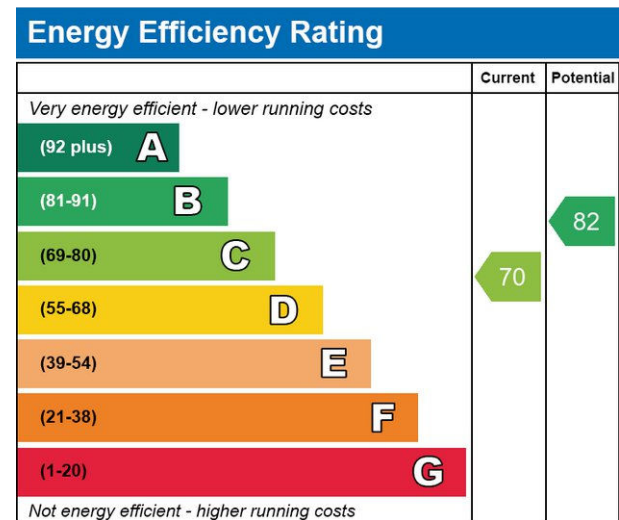 Energy Efficiency Rating
Current Potential
Very energy efficient - lower running costs
(92 plus) A
(81-91) B
82
(69-80) C
70
(55-68) D
(39-54) E
(21-38) F
(1-20) G
Not energy efficient - higher running costs